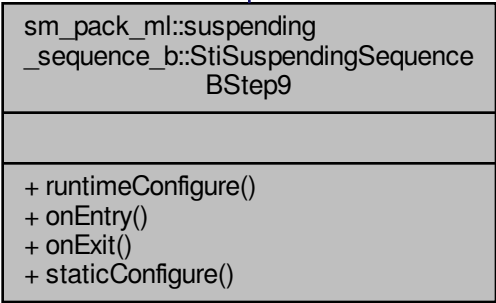 sm_pack_ml::suspending
_sequence_b::StiSuspendingSequence
BStep9
+ runtimeConfigure()
+ onEntry()
+ onExit()
+ staticConfigure()